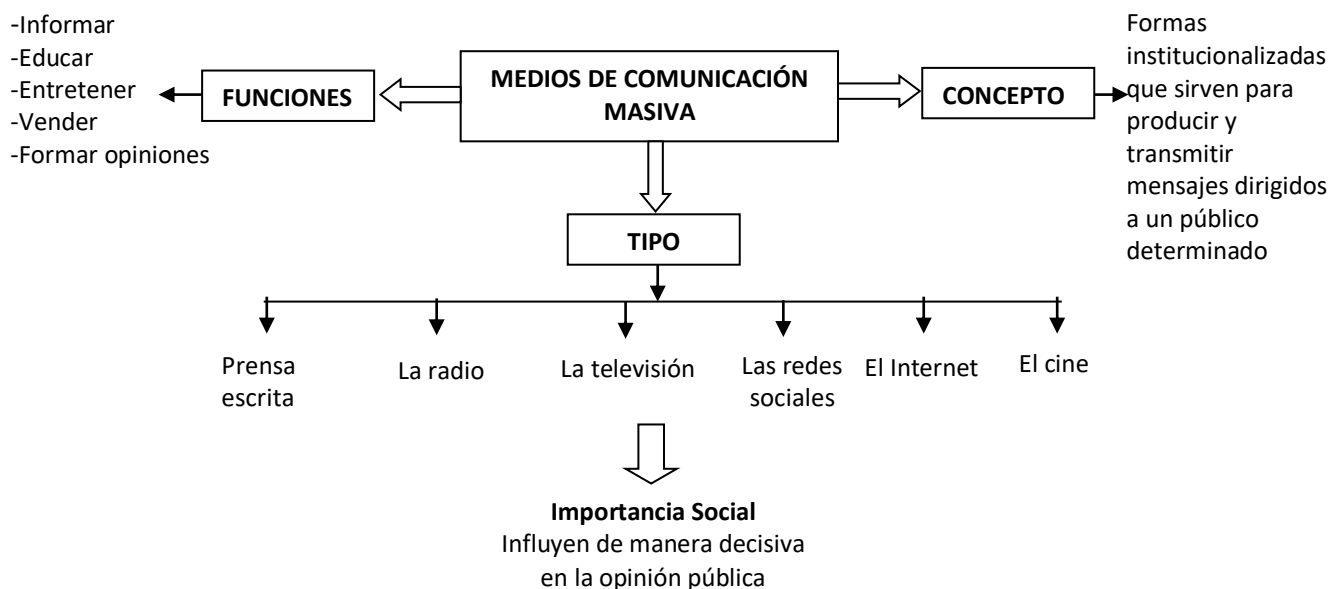 -Informar
-Educar
-Entretener
-Vender
-Formar opiniones
FUNCIONES
MEDIOS DE COMUNICACIÓN
MASIVA
CONCEPTO
Formas
institucionalizadas
que sirven para
producir y
transmitir
mensajes dirigidos
a un público
determinado
TIPO
Prensa
escrita
La radio
La televisión
Las redes
sociales
El Internet
El cine
Importancia Social
Influyen de manera decisiva
en la opinión pública